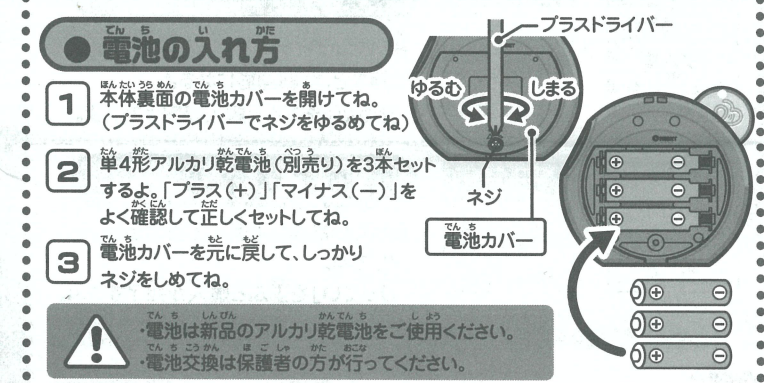 ● 電池の入れ方
1 本体裏面の電池カバーを開けてね。
（プラスドライバーでネジをゆるめてね）
2 単4形アルカリ乾電池（別売り）を3本セット
するよ。「プラス（+）」「マイナス（ー）」を
よく確認して正しくセットしてね。
3 電池カバーを元に戻して、しっかり
ネジをしめてね。
・電池は新品のアルカリ乾電池をご使用ください。
・電池交換は保護者の方が行ってください。
プラスドライバー
ゆるむ
しまる
ネジ
電池カバー